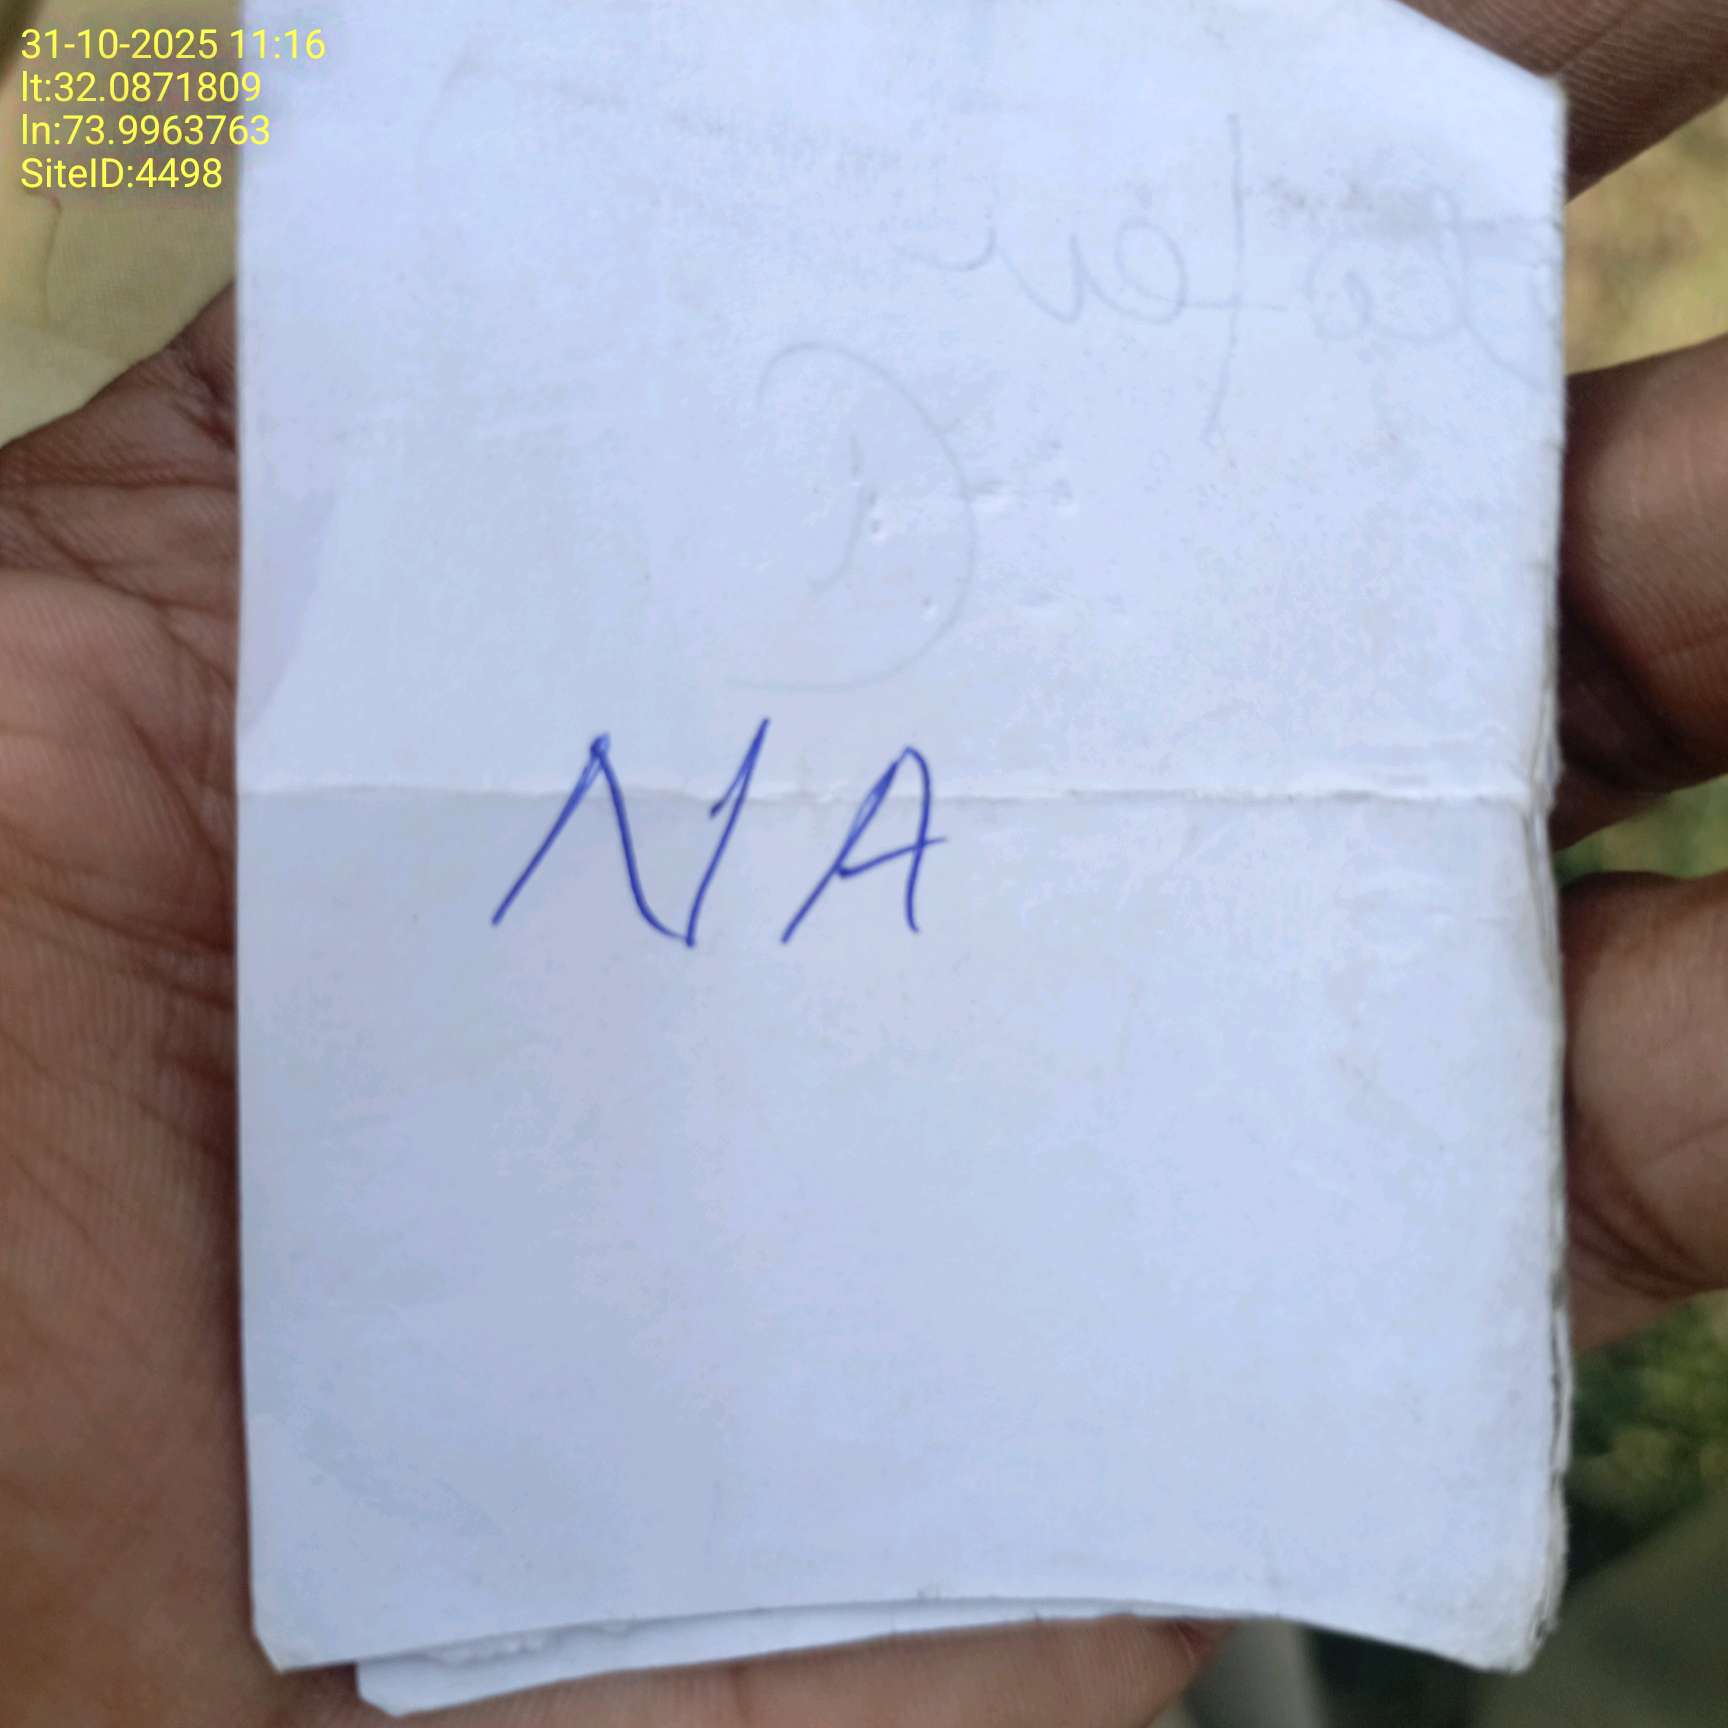 31-10-2025 11:16
lt:32.0871809
ln:73.9963763
SiteID:4498
NA